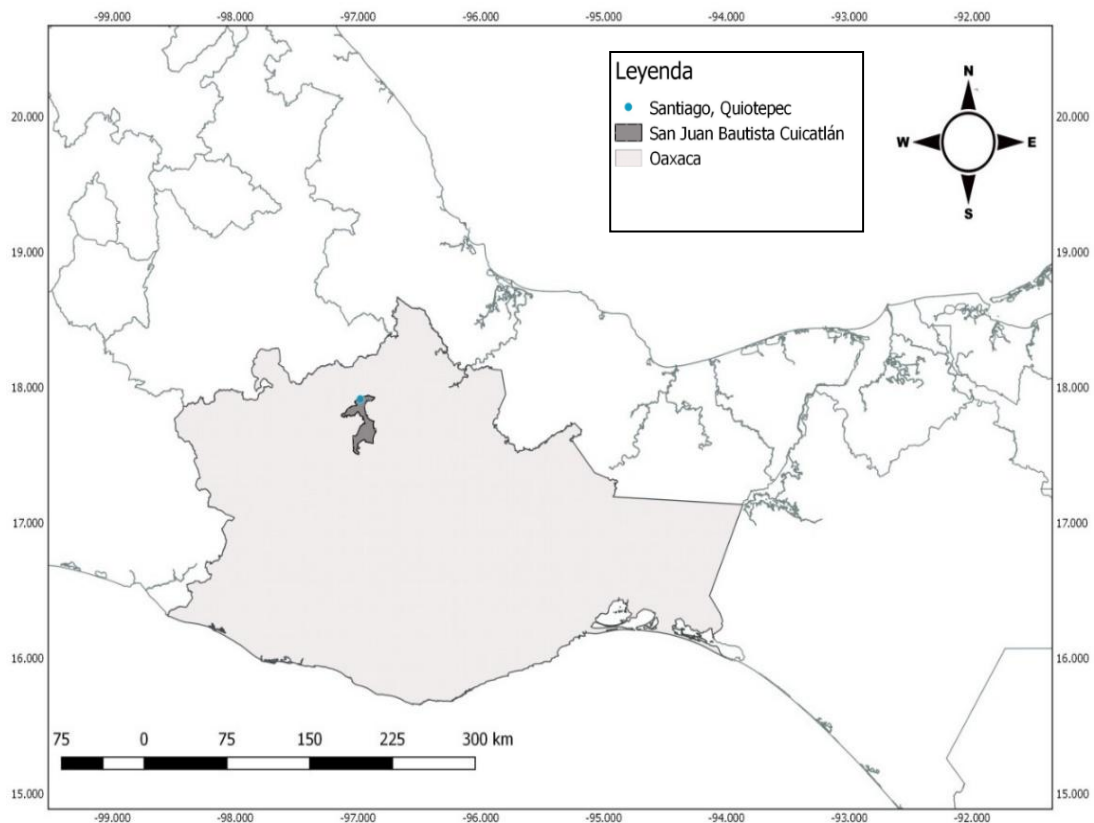 -99.000 -98.000 -97.000 -96.000 -95.000 -94.000 -93.000 -92.000
Leyenda
Santiago, Quiotepec
San Juan Bautista Cuicatlán
Oaxaca
N
W E
S
20.000 20.000
19.000 19.000
18.000 18.000
17.000 17.000
16.000 16.000
75 0 75 150 225 300 km
15.000 15.000
-99.000 -98.000 -97.000 -96.000 -95.000 -94.000 -93.000 -92.000